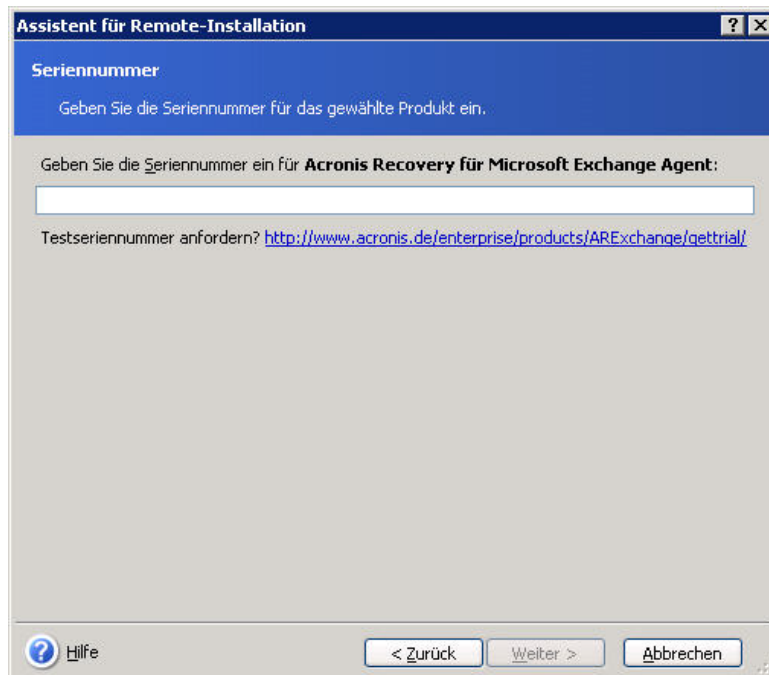 Assistent für Remote-Installation
Seriennummer
Geben Sie die Seriennummer für das gewählte Produkt ein.
Geben Sie die Seriennummer ein für Acronis Recovery für Microsoft Exchange Agent:
Testseriennummer anfordern? http://www.acronis.de/enterprise/products/ARExchange/gettrial/
Hilfe
< Zurück
Weiter >
Abbrechen